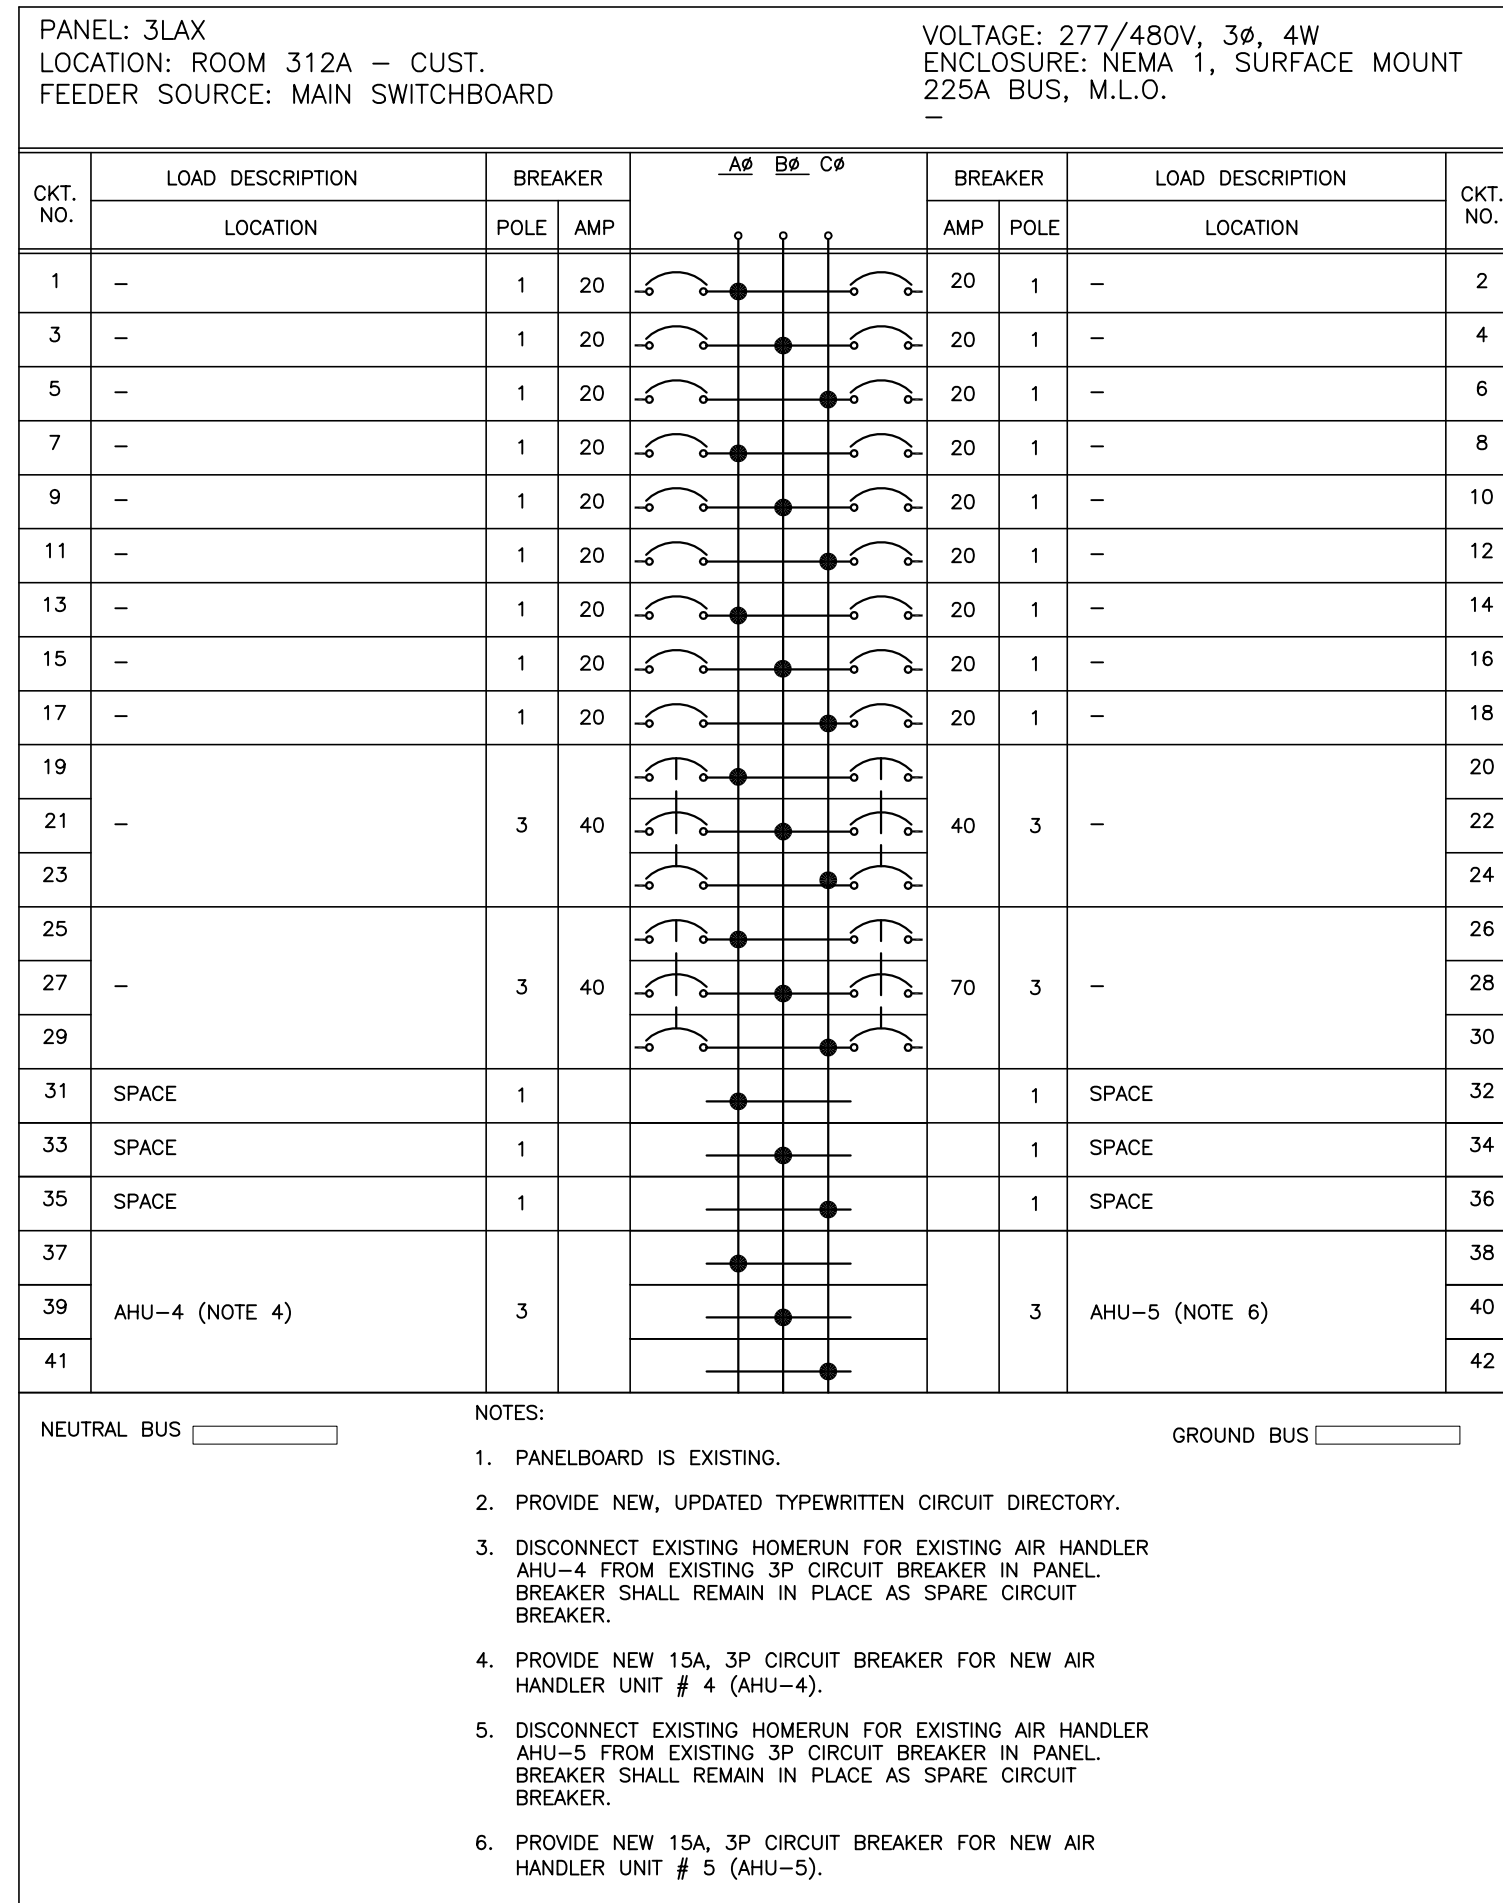 PANEL: 3LAX
LOCATION: ROOM 312A – CUST.
FEEDER SOURCE: MAIN SWITCHBOARD
VOLTAGE: 277/480V, 3ø, 4W
ENCLOSURE: NEMA 1, SURFACE MOUNT
225A BUS, M.L.O.
–
CKT. NO. LOAD DESCRIPTION BREAKER Aø Bø Cø BREAKER LOAD DESCRIPTION CKT. NO.
LOCATION POLE AMP AMP POLE LOCATION
1 – 1 20 20 1 – 2
3 – 1 20 20 1 – 4
5 – 1 20 20 1 – 6
7 – 1 20 20 1 – 8
9 – 1 20 20 1 – 10
11 – 1 20 20 1 – 12
13 – 1 20 20 1 – 14
15 – 1 20 20 1 – 16
17 – 1 20 20 1 – 18
19 20
21 – 3 40 40 3 – 22
23 24
25 26
27 – 3 40 70 3 – 28
29 30
31 SPACE 1 1 SPACE 32
33 SPACE 1 1 SPACE 34
35 SPACE 1 1 SPACE 36
37 38
39 AHU–4 (NOTE 4) 3 3 AHU–5 (NOTE 6) 40
41 42
NEUTRAL BUS
GROUND BUS
NOTES:
1. PANELBOARD IS EXISTING.
2. PROVIDE NEW, UPDATED TYPEWRITTEN CIRCUIT DIRECTORY.
3. DISCONNECT EXISTING HOMERUN FOR EXISTING AIR HANDLER
AHU–4 FROM EXISTING 3P CIRCUIT BREAKER IN PANEL.
BREAKER SHALL REMAIN IN PLACE AS SPARE CIRCUIT
BREAKER.
4. PROVIDE NEW 15A, 3P CIRCUIT BREAKER FOR NEW AIR
HANDLER UNIT # 4 (AHU–4).
5. DISCONNECT EXISTING HOMERUN FOR EXISTING AIR HANDLER
AHU–5 FROM EXISTING 3P CIRCUIT BREAKER IN PANEL.
BREAKER SHALL REMAIN IN PLACE AS SPARE CIRCUIT
BREAKER.
6. PROVIDE NEW 15A, 3P CIRCUIT BREAKER FOR NEW AIR
HANDLER UNIT # 5 (AHU–5).